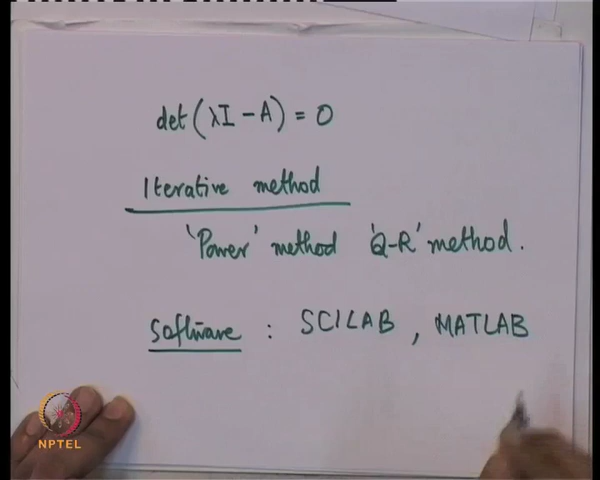 det(λI - A) = 0
Iterative method
'Power' method 'Q-R' method.
Software : SCILAB , MATLAB
NPTEL